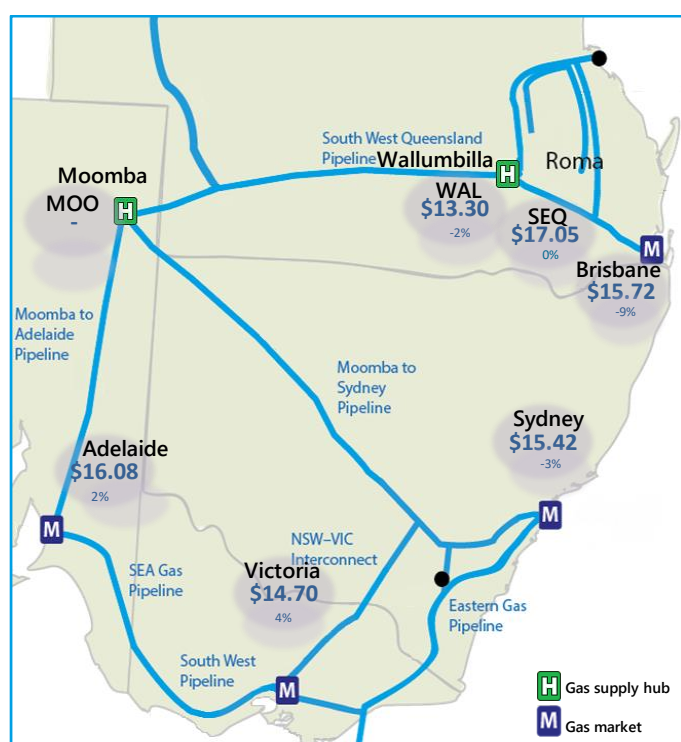 South West Queensland
Pipeline
Wallumbilla
H
Roma
Moomba
MOO
-
H
WAL
$13.30
-2%
SEQ
$17.05
0%
M
Brisbane
$15.72
-9%
Moomba to
Adelaide
Pipeline
Moomba to
Sydney
Pipeline
Sydney
$15.42
-3%
Adelaide
$16.08
2%
M
M
NSW–VIC
Interconnect
SEA Gas
Pipeline
Victoria
$14.70
4%
Eastern Gas
Pipeline
South West
Pipeline
M
H Gas supply hub
M Gas market